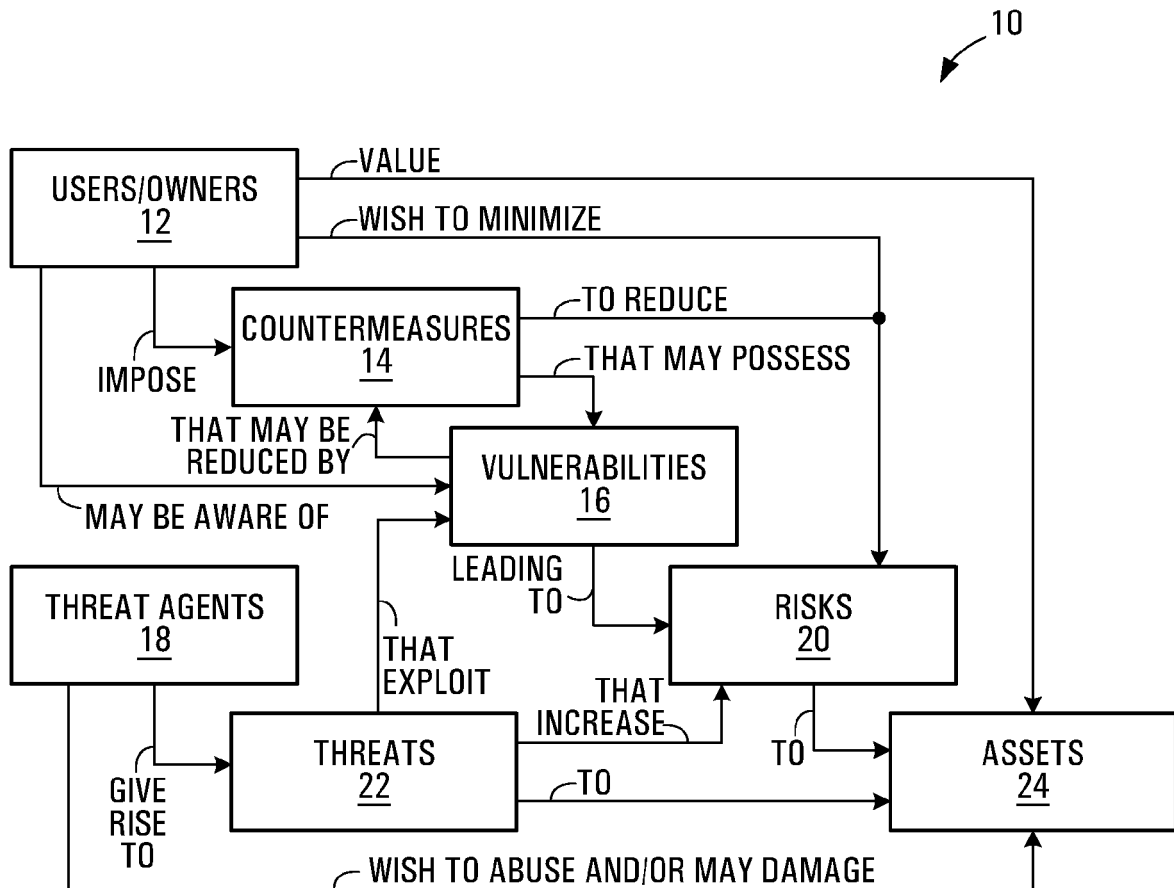 10
VALUE
USERS/OWNERS
12
WISH TO MINIMIZE
TO REDUCE
COUNTERMEASURES
14
THAT MAY POSSESS
IMPOSE
THAT MAY BE
REDUCED BY
VULNERABILITIES
16
MAY BE AWARE OF
LEADING
TO
THREAT AGENTS
18
RISKS
20
THAT
EXPLOIT
THAT
INCREASE
THREATS
22
TO
ASSETS
24
TO
GIVE
RISE
TO
WISH TO ABUSE AND/OR MAY DAMAGE